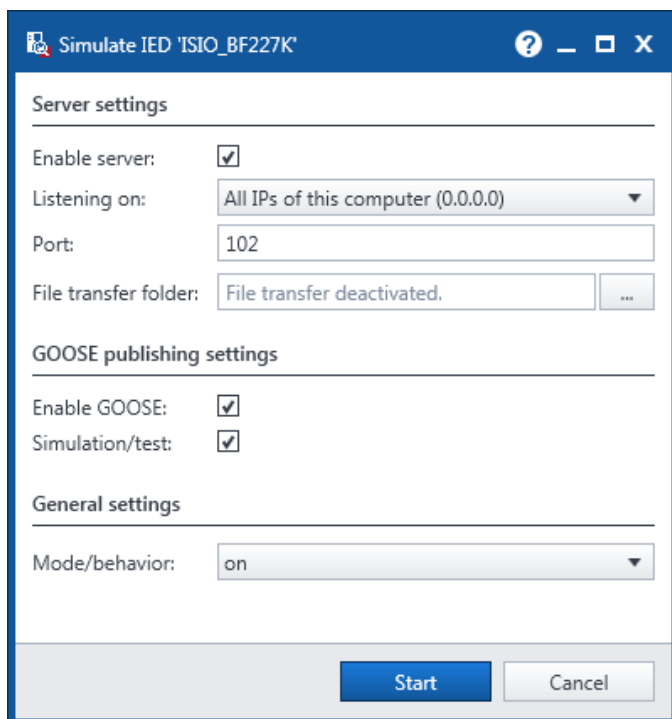 Simulate IED 'ISIO_BF227K'
Server settings
Enable server:
Listening on: All IPs of this computer (0.0.0.0)
Port: 102
File transfer folder: File transfer deactivated. ...
GOOSE publishing settings
Enable GOOSE:
Simulation/test:
General settings
Mode/behavior: on
Start Cancel